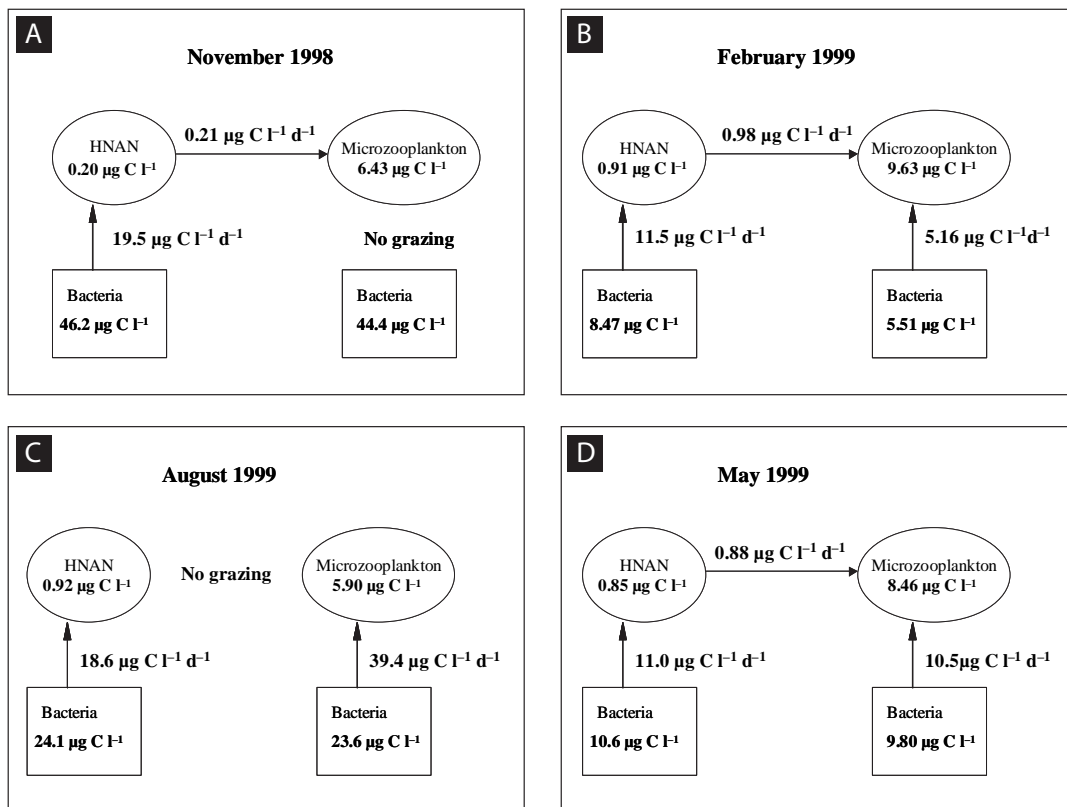 A
November 1998
HNAN
0.20 µg C l⁻¹
0.21 µg C l⁻¹ d⁻¹
Microzooplankton
6.43 µg C l⁻¹
19.5 µg C l⁻¹ d⁻¹
No grazing
Bacteria
46.2 µg C l⁻¹
Bacteria
44.4 µg C l⁻¹
B
February 1999
HNAN
0.91 µg C l⁻¹
0.98 µg C l⁻¹ d⁻¹
Microzooplankton
9.63 µg C l⁻¹
11.5 µg C l⁻¹ d⁻¹
5.16 µg C l⁻¹d⁻¹
Bacteria
8.47 µg C l⁻¹
Bacteria
5.51 µg C l⁻¹
C
August 1999
HNAN
0.92 µg C l⁻¹
No grazing
Microzooplankton
5.90 µg C l⁻¹
18.6 µg C l⁻¹ d⁻¹
39.4 µg C l⁻¹ d⁻¹
Bacteria
24.1 µg C l⁻¹
Bacteria
23.6 µg C l⁻¹
D
May 1999
HNAN
0.85 µg C l⁻¹
0.88 µg C l⁻¹ d⁻¹
Microzooplankton
8.46 µg C l⁻¹
11.0 µg C l⁻¹ d⁻¹
10.5µg C l⁻¹ d⁻¹
Bacteria
10.6 µg C l⁻¹
Bacteria
9.80 µg C l⁻¹